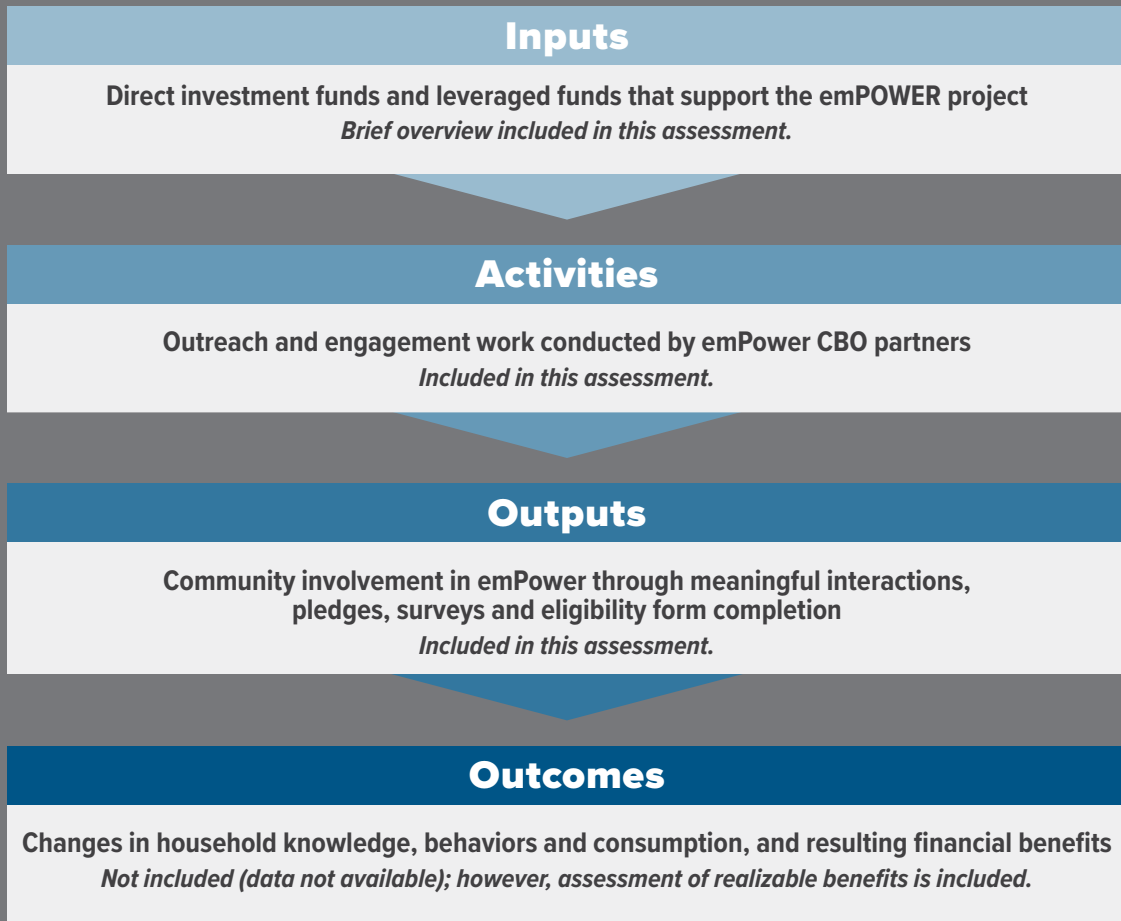 Inputs
Direct investment funds and leveraged funds that support the emPOWER project
Brief overview included in this assessment.
Activities
Outreach and engagement work conducted by emPower CBO partners
Included in this assessment.
Outputs
Community involvement in emPower through meaningful interactions,
pledges, surveys and eligibility form completion
Included in this assessment.
Outcomes
Changes in household knowledge, behaviors and consumption, and resulting financial benefits
Not included (data not available); however, assessment of realizable benefits is included.